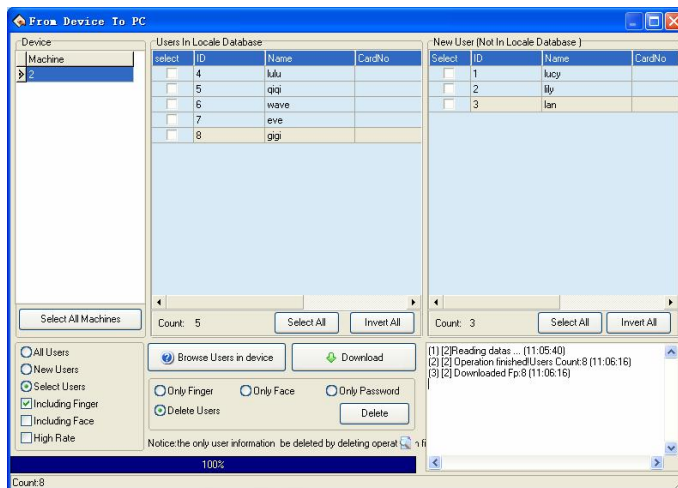 From Device To PC
Device
Machine
2
Users In Locale Database
select ID Name CardNo
4 lulu
5 qiqi
6 wave
7 eve
8 gigi
New User (Not In Locale Database )
Select ID Name CardNo
1 lucy
2 lily
3 lan
Select All Machines
Count: 5
Select All
Invert All
Count: 3
Select All
Invert All
All Users
New Users
Select Users
Including Finger
Including Face
High Rate
Browse Users in device
Download
Only Finger
Only Face
Only Password
Delete Users
Delete
Notice:the only user information be deleted by deleting operat
100%
(1) [2]Reading datas ... (11:05:40)
(2) [2] Operation finished!Users Count:8 (11:06:16)
(3) [2] Downloaded Fp:8 (11:06:16)
Count:8